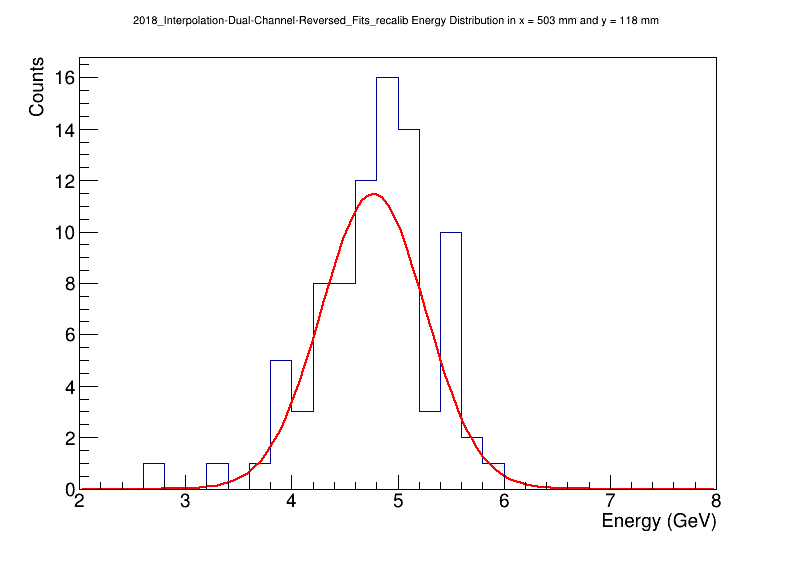 2018_Interpolation-Dual-Channel-Reversed_Fits_recalib Energy Distribution in x = 503 mm and y = 118 mm
Counts
16
14
12
10
8
6
4
2
0
2 3 4 5 6 7 8
Energy (GeV)